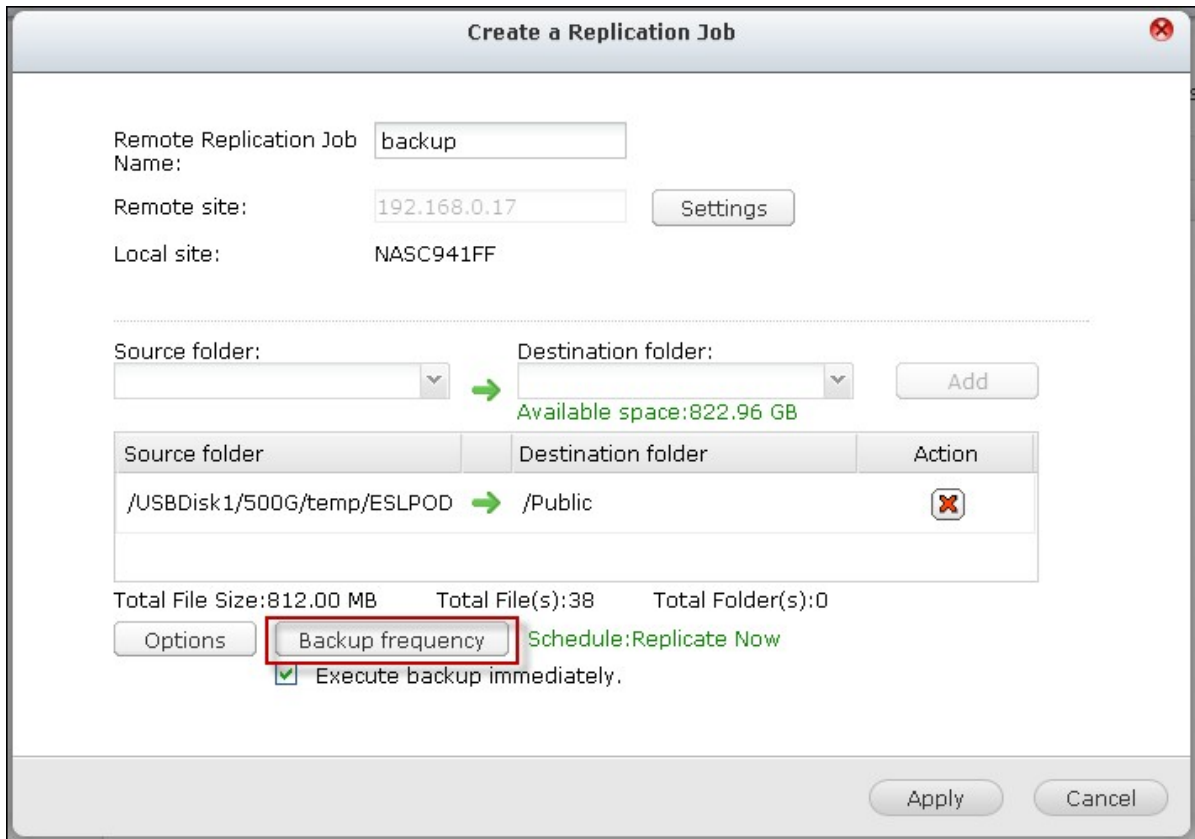 Create a Replication Job
Remote Replication Job
Name:
backup
Remote site:
192.168.0.17
Settings
Local site:
NASC941FF
Source folder:
Destination folder:
Add
Available space:822.96 GB
Source folder
Destination folder
Action
/USBDisk1/500G/temp/ESLPOD
/Public
Total File Size:812.00 MB
Total File(s):38
Total Folder(s):0
Options
Backup frequency
Schedule:Replicate Now
Execute backup immediately.
Apply
Cancel